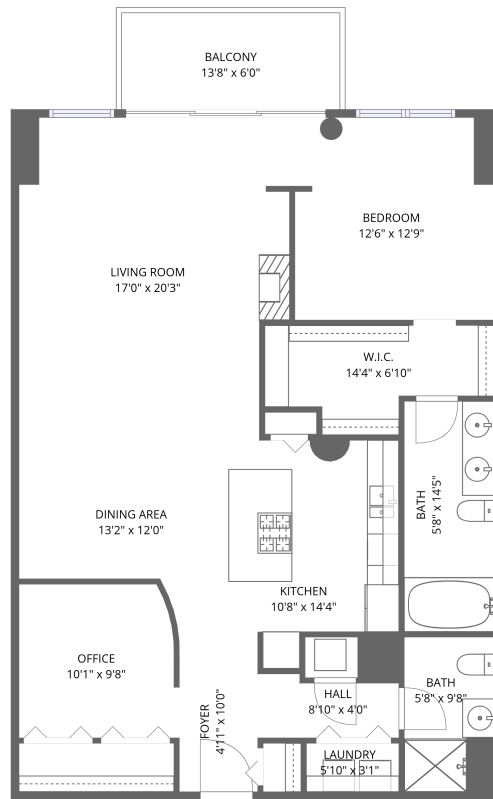 BALCONY
13'8" x 6'0"
BEDROOM
12'6" x 12'9"
LIVING ROOM
17'0" x 20'3"
W.I.C.
14'4" x 6'10"
BATH
5'8" x 14'5"
DINING AREA
13'2" x 12'0"
KITCHEN
10'8" x 14'4"
OFFICE
10'1" x 9'8"
FOYER
4'11" x 10'0"
HALL
8'10" x 4'0"
BATH
5'8" x 9'8"
LAUNDRY
5'10" x 3'1"